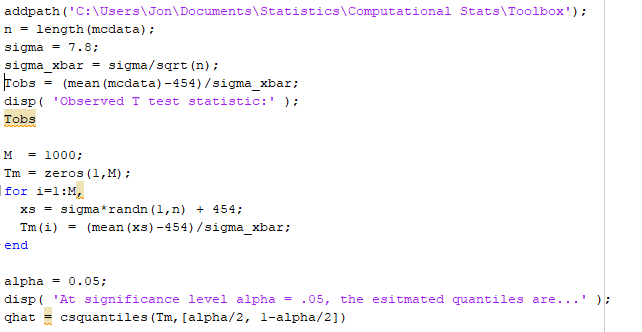 addpath('C:\Users\Jon\Documents\Statistics\Computational Stats\Toolbox');
n = length(mcdata);
sigma = 7.8;
sigma_xbar = sigma/sqrt(n);
Tobs = (mean(mcdata)-454)/sigma_xbar;
disp( 'Observed T test statistic:' );
Tobs
M  = 1000;
Tm = zeros(1,M);
for i=1:M,
  xs = sigma*randn(1,n) + 454;
  Tm(i) = (mean(xs)-454)/sigma_xbar;
end
alpha = 0.05;
disp( 'At significance level alpha = .05, the esitmated quantiles are...' );
qhat = csquantiles(Tm,[alpha/2, 1-alpha/2])